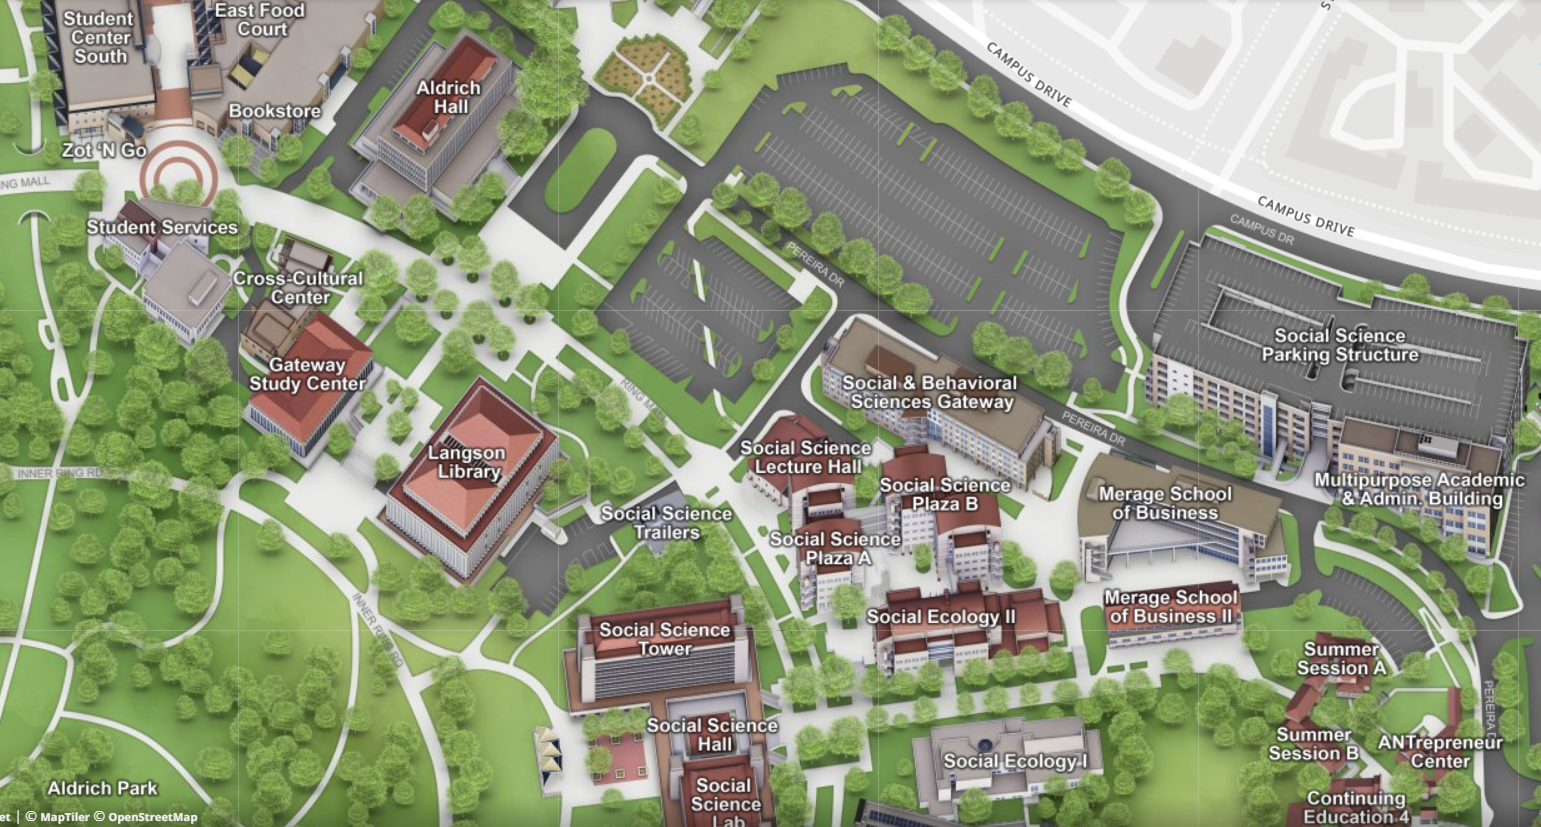 Student
Center
South
East Food
Court
Bookstore
Aldrich
Hall
CAMPUS DRIVE
Zot 'N Go
NG MALL
Student Services
Cross-Cultural
Center
CAMPUS DRIVE
CAMPUS DR
PEREIRA DR
Gateway
Study Center
RING MALL
Social & Behavioral
Sciences Gateway
Social Science
Parking Structure
PEREIRA DR
INNER RING RD
Langson
Library
Social Science
Lecture Hall
Social Science
Plaza B
Merage School
of Business
Multipurpose Academic
& Admin. Building
Social Science
Trailers
Social Science
Plaza A
INNER RING RD
Social Science
Tower
Social Ecology II
Merage School
of Business II
Summer
Session A
PEREIRA D
Social Science
Hall
Social Ecology I
Summer
Session B
ANTrepreneur
Center
Aldrich Park
Social
Science
Lab
Continuing
Education 4
et | © MapTiler © OpenStreetMap